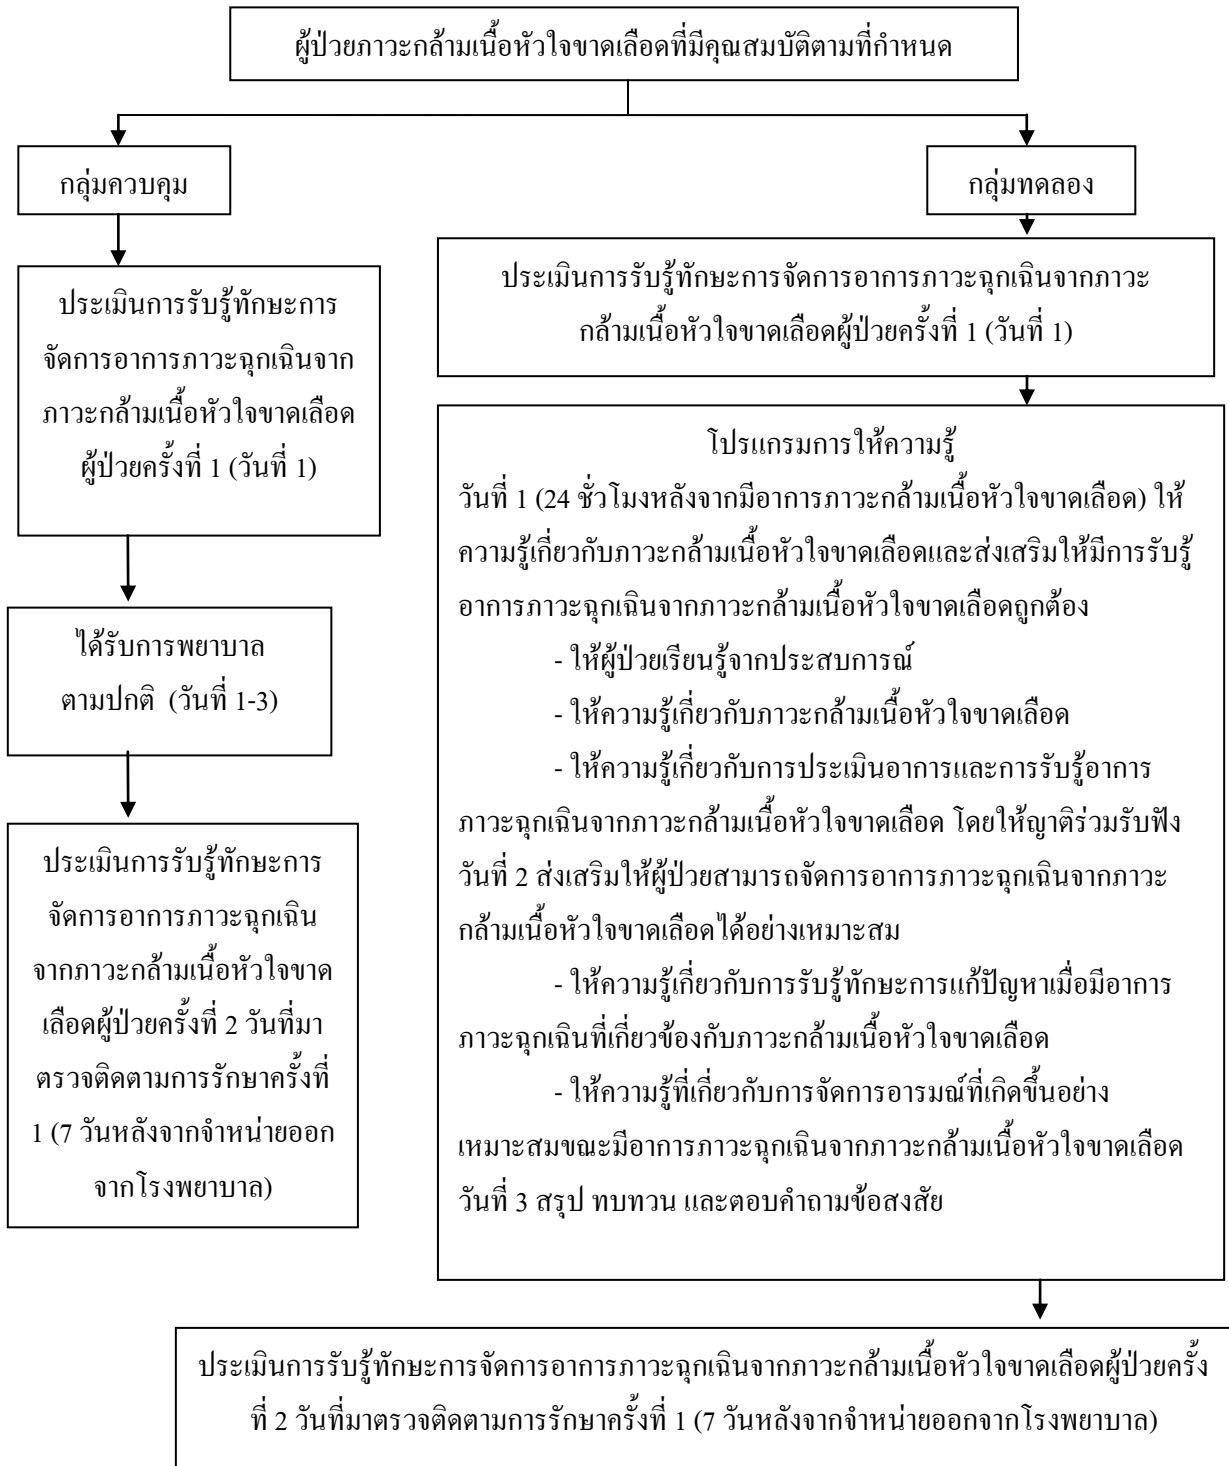 ผู้ป่วยภาวะกล้ามเนื้อหัวใจขาดเลือดที่มีคุณสมบัติตามที่กำหนด
กลุ่มควบคุม
ประเมินการรับรู้ทักษะการ
จัดการอาการภาวะฉุกเฉินจาก
ภาวะกล้ามเนื้อหัวใจขาดเลือด
ผู้ป่วยครั้งที่ 1 (วันที่ 1)
ได้รับการพยาบาล
ตามปกติ (วันที่ 1-3)
ประเมินการรับรู้ทักษะการ
จัดการอาการภาวะฉุกเฉิน
จากภาวะกล้ามเนื้อหัวใจขาด
เลือดผู้ป่วยครั้งที่ 2 วันที่มา
ตรวจติดตามการรักษาครั้งที่
1 (7 วันหลังจากจำหน่ายออก
จากโรงพยาบาล)
กลุ่มทดลอง
ประเมินการรับรู้ทักษะการจัดการอาการภาวะฉุกเฉินจากภาวะ
กล้ามเนื้อหัวใจขาดเลือดผู้ป่วยครั้งที่ 1 (วันที่ 1)
โปรแกรมการให้ความรู้
วันที่ 1 (24 ชั่วโมงหลังจากมีอาการภาวะกล้ามเนื้อหัวใจขาดเลือด) ให้
ความรู้เกี่ยวกับภาวะกล้ามเนื้อหัวใจขาดเลือดและส่งเสริมให้มีการรับรู้
อาการภาวะฉุกเฉินจากภาวะกล้ามเนื้อหัวใจขาดเลือดถูกต้อง
- ให้ผู้ป่วยเรียนรู้จากประสบการณ์
- ให้ความรู้เกี่ยวกับภาวะกล้ามเนื้อหัวใจขาดเลือด
- ให้ความรู้เกี่ยวกับการประเมินอาการและการรับรู้อาการ
ภาวะฉุกเฉินจากภาวะกล้ามเนื้อหัวใจขาดเลือด โดยให้ญาติร่วมรับฟัง
วันที่ 2 ส่งเสริมให้ผู้ป่วยสามารถจัดการอาการภาวะฉุกเฉินจากภาวะ
กล้ามเนื้อหัวใจขาดเลือดได้อย่างเหมาะสม
- ให้ความรู้เกี่ยวกับการรับรู้ทักษะการแก้ปัญหาเมื่อมีอาการ
ภาวะฉุกเฉินที่เกี่ยวข้องกับภาวะกล้ามเนื้อหัวใจขาดเลือด
- ให้ความรู้ที่เกี่ยวกับการจัดการอารมณ์ที่เกิดขึ้นอย่าง
เหมาะสมขณะมีอาการภาวะฉุกเฉินจากภาวะกล้ามเนื้อหัวใจขาดเลือด
วันที่ 3 สรุป ทบทวน และตอบคำถามข้อสงสัย
ประเมินการรับรู้ทักษะการจัดการอาการภาวะฉุกเฉินจากภาวะกล้ามเนื้อหัวใจขาดเลือดผู้ป่วยครั้ง
ที่ 2 วันที่มาตรวจติดตามการรักษาครั้งที่ 1 (7 วันหลังจากจำหน่ายออกจากโรงพยาบาล)